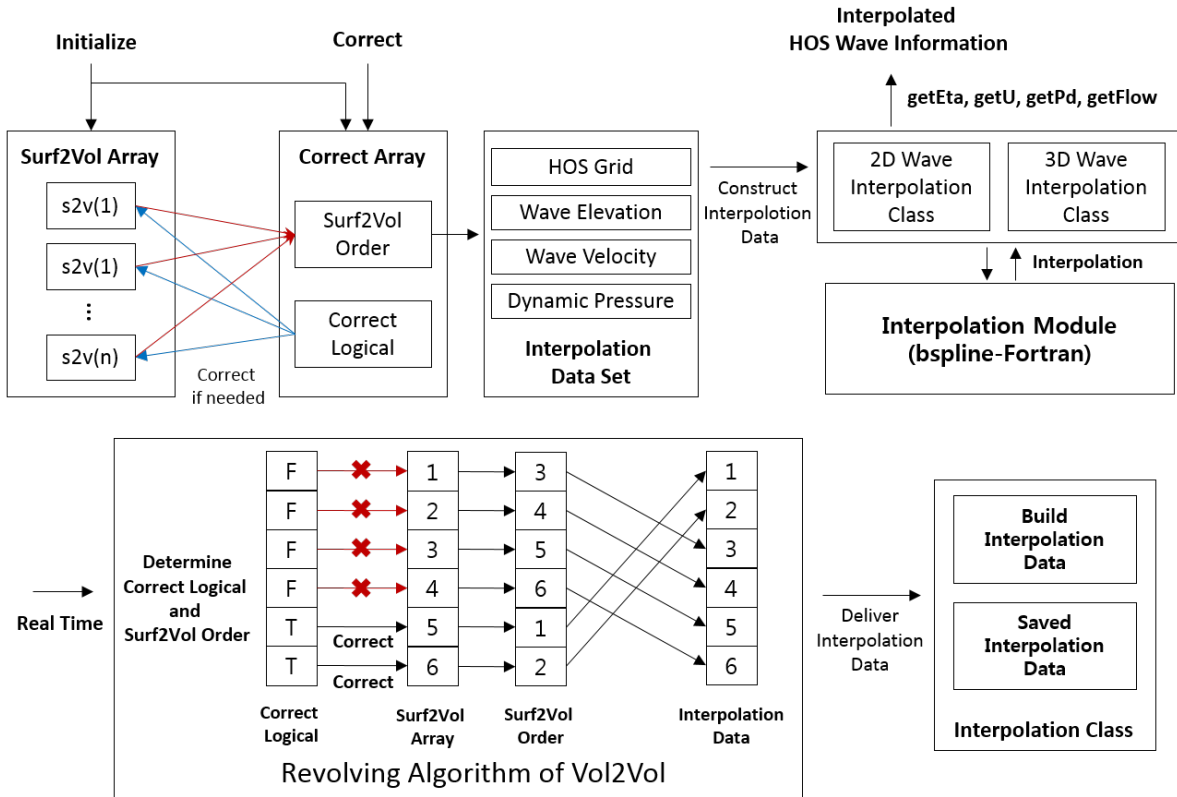 Initialize
Correct
Interpolated
HOS Wave Information
getEta, getU, getPd, getFlow
Surf2Vol Array
s2v(1)
s2v(1)
...
s2v(n)
Correct
if needed
Correct Array
Surf2Vol
Order
Correct
Logical
HOS Grid
Wave Elevation
Wave Velocity
Dynamic Pressure
Interpolation
Data Set
Construct
Interpolotion
Data
2D Wave
Interpolation
Class
3D Wave
Interpolation
Class
Interpolation
Interpolation Module
(bspline-Fortran)
Real Time
Determine
Correct Logical
and
Surf2Vol Order
F 1 3 1
F 2 4 2
F 3 5 3
F 4 6 4
T Correct 5 1 5
T Correct 6 2 6
Correct
Logical
Surf2Vol
Array
Surf2Vol
Order
Interpolation
Data
Revolving Algorithm of Vol2Vol
Deliver
Interpolation
Data
Build
Interpolation
Data
Saved
Interpolation
Data
Interpolation Class